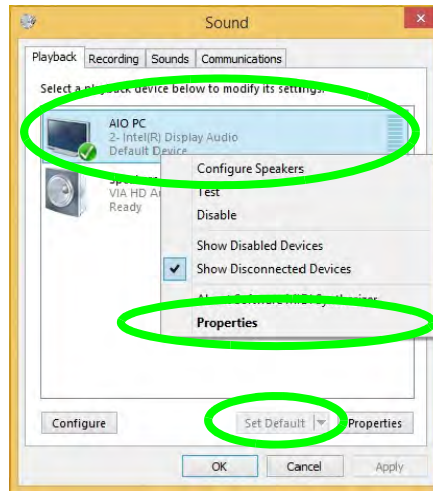 Sound
Playback Recording Sounds Communications
Select a playback device below to modify its settings:
AIO PC
2- Intel(R) Display Audio
Default Device
VIA HD
Ready
Configure Speakers
Test
Disable
Show Disabled Devices
Show Disconnected Devices
Properties
Configure Set Default Properties
OK Cancel Apply